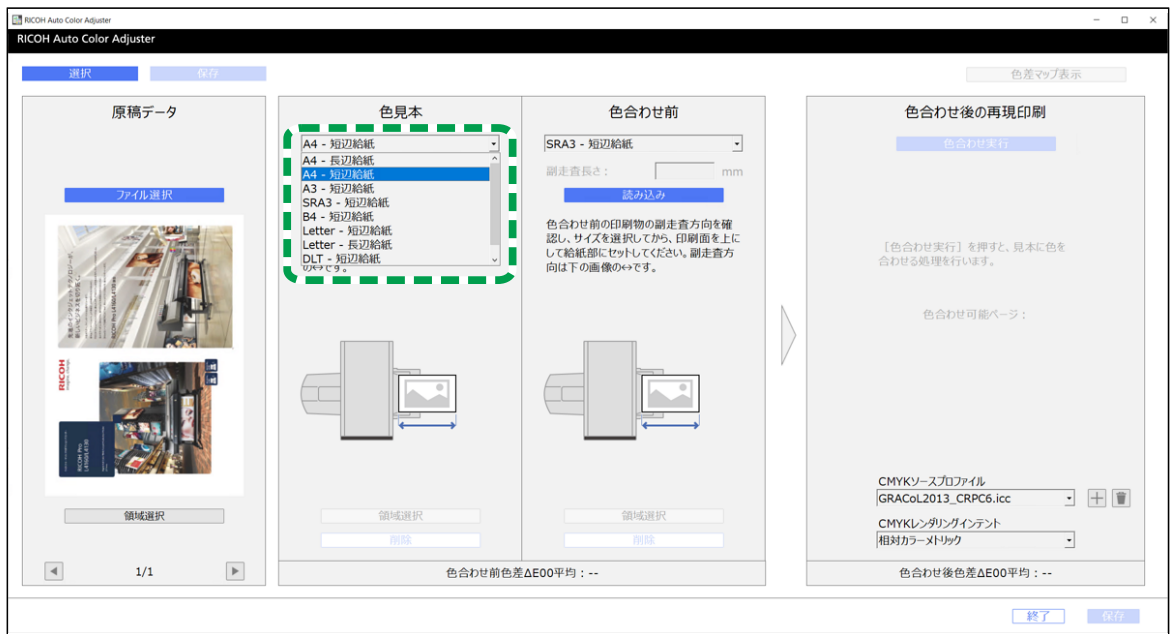 RICOH Auto Color Adjuster
RICOH Auto Color Adjuster
選択
保存
色差マップ表示
原稿データ
ファイル選択
RICOH
RICOH Pro
L4160/L4130
領域選択
1/1
色見本
A4 - 短辺給紙
A4 - 長辺給紙
A4 - 短辺給紙
A3 - 短辺給紙
SRA3 - 短辺給紙
B4 - 短辺給紙
Letter - 短辺給紙
Letter - 長辺給紙
DLT - 短辺給紙
の↔です。
領域選択
削除
色合わせ前
SRA3 - 短辺給紙
副走査長さ：
mm
読み込み
色合わせ前の印刷物の副走査方向を確
認し、サイズを選択してから、印刷面を上に
して給紙部にセットしてください。副走査方
向は下の画像の↔です。
領域選択
削除
色合わせ前色差ΔE00平均：--
色合わせ後の再現印刷
色合わせ実行
［色合わせ実行］を押すと、見本に色を
合わせる処理を行います。
色合わせ可能ページ：
CMYKソースプロファイル
GRACoL2013_CRPC6.icc
CMYKレンダリングインテント
相対カラーメトリック
色合わせ後色差ΔE00平均：--
終了
保存